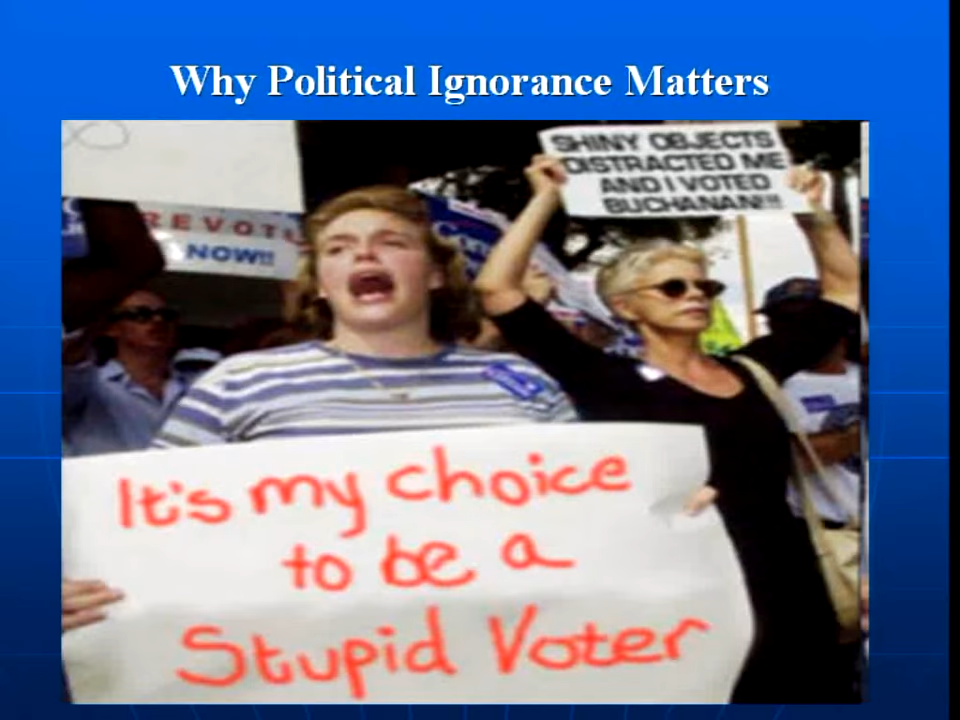 Why Political Ignorance Matters
SHINY OBJECTS
DISTRACTED ME
AND I VOTED
BUCHANAN!!!
REVOTE
NOW!!
It's my choice
to be a
Stupid Voter